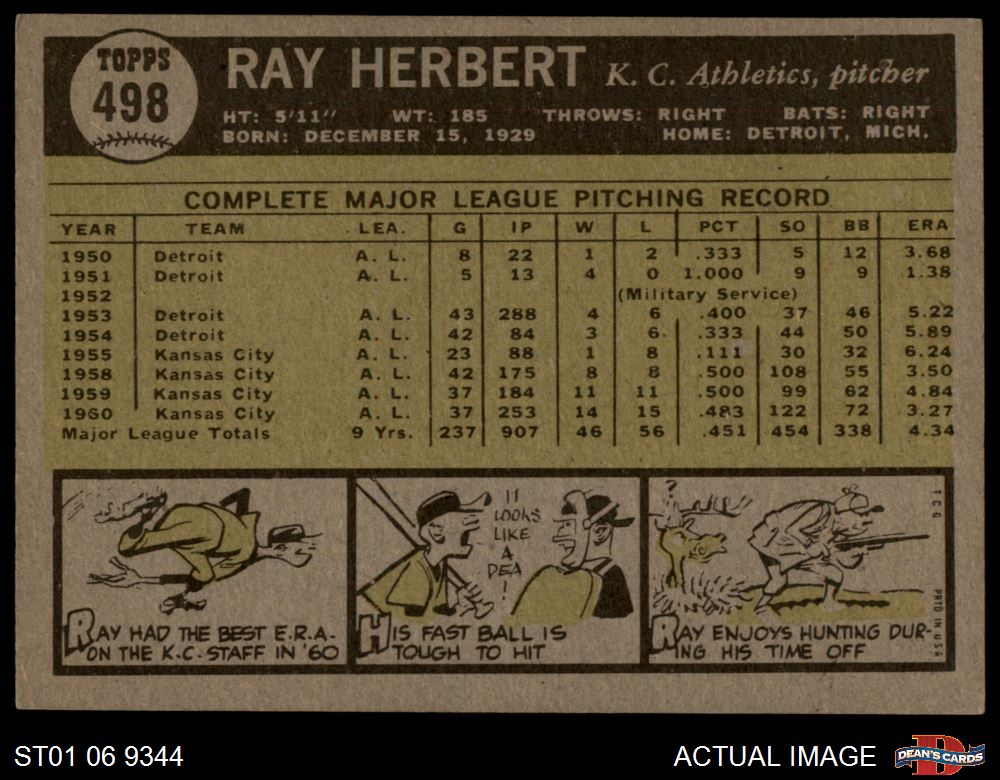 TOPPS
498
RAY HERBERT K. C. Athletics, pitcher
HT: 5'11" WT: 185 THROWS: RIGHT BATS: RIGHT
BORN: DECEMBER 15, 1929 HOME: DETROIT, MICH.
COMPLETE MAJOR LEAGUE PITCHING RECORD
YEAR TEAM LEA. G IP W L PCT SO BB ERA
1950 Detroit A. L. 8 22 1 2 .333 5 12 3.68
1951 Detroit A. L. 5 13 4 0 1.000 9 9 1.38
1952 (Military Service)
1953 Detroit A. L. 43 288 4 6 .400 37 46 5.22
1954 Detroit A. L. 42 84 3 6 .333 44 50 5.89
1955 Kansas City A. L. 23 88 1 8 .111 30 32 6.24
1958 Kansas City A. L. 42 175 8 8 .500 108 55 3.50
1959 Kansas City A. L. 37 184 11 11 .500 99 62 4.84
1960 Kansas City A. L. 37 253 14 15 .483 122 72 3.27
Major League Totals 9 Yrs. 237 907 46 56 .451 454 338 4.34
RAY HAD THE BEST E.R.A.
ON THE K.C. STAFF IN '60
IT
LOOKS
LIKE
A
PEA
!
HIS FAST BALL IS
TOUGH TO HIT
?
RAY ENJOYS HUNTING DUR-
ING HIS TIME OFF
T. C. G.
PRTD. IN U.S.A.
ST01 06 9344
ACTUAL IMAGE
D
DEAN'S CARDS